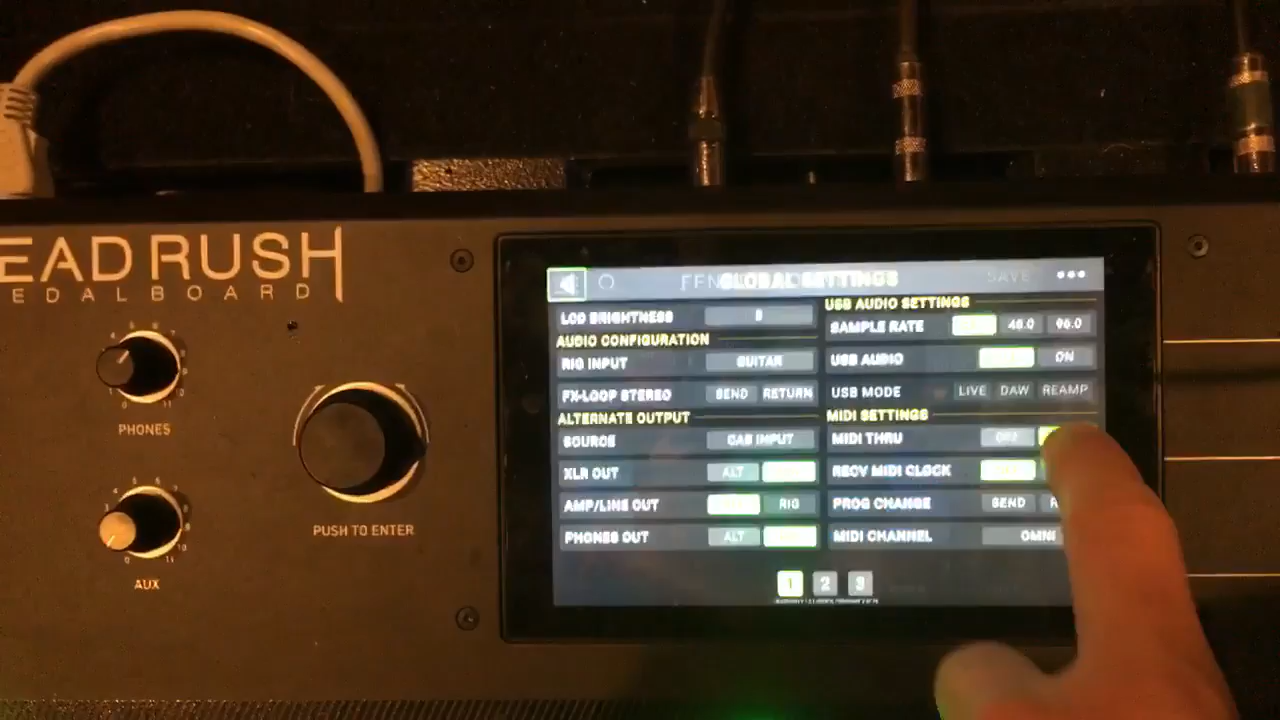 EADRUSH
EDALBOARD
PHONES
AUX
PUSH TO ENTER
GLOBAL SETTINGS
SAVE
LCD BRIGHTNESS
AUDIO CONFIGURATION
RIG INPUT GUITAR
FX-LOOP STEREO SEND RETURN
ALTERNATE OUTPUT
SOURCE CAB INPUT
XLR OUT ALT
AMP/LINE OUT RIG
PHONES OUT ALT
USB AUDIO SETTINGS
SAMPLE RATE 48.0 96.0
USB AUDIO ON
USB MODE LIVE DAW REAMP
MIDI SETTINGS
MIDI THRU OFF
RECV MIDI CLOCK
PROG CHANGE SEND
MIDI CHANNEL OMNI
1 2 3